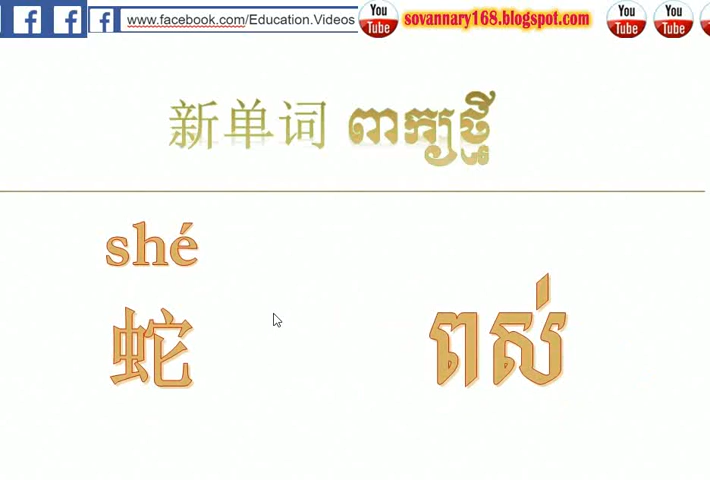 www.facebook.com/Education.Videos
You Tube
sovannary168.blogspot.com
You Tube
You Tube
新单词 ពាក្យថ្មី
shé
蛇 ពស់